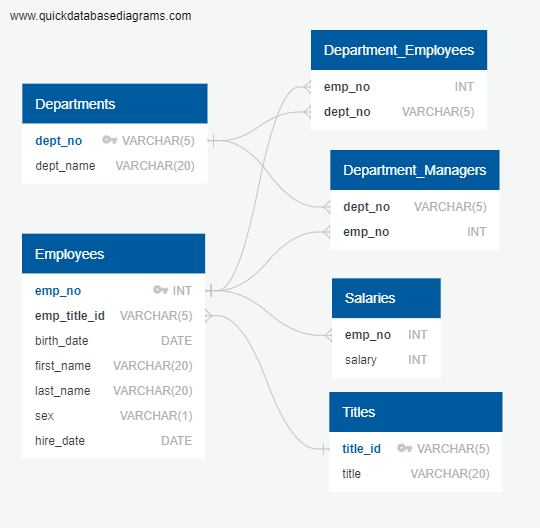 www.quickdatabasediagrams.com
Departments
dept_no VARCHAR(5)
dept_name VARCHAR(20)
Employees
emp_no INT
emp_title_id VARCHAR(5)
birth_date DATE
first_name VARCHAR(20)
last_name VARCHAR(20)
sex VARCHAR(1)
hire_date DATE
Department_Employees
emp_no INT
dept_no VARCHAR(5)
Department_Managers
dept_no VARCHAR(5)
emp_no INT
Salaries
emp_no INT
salary INT
Titles
title_id VARCHAR(5)
title VARCHAR(20)